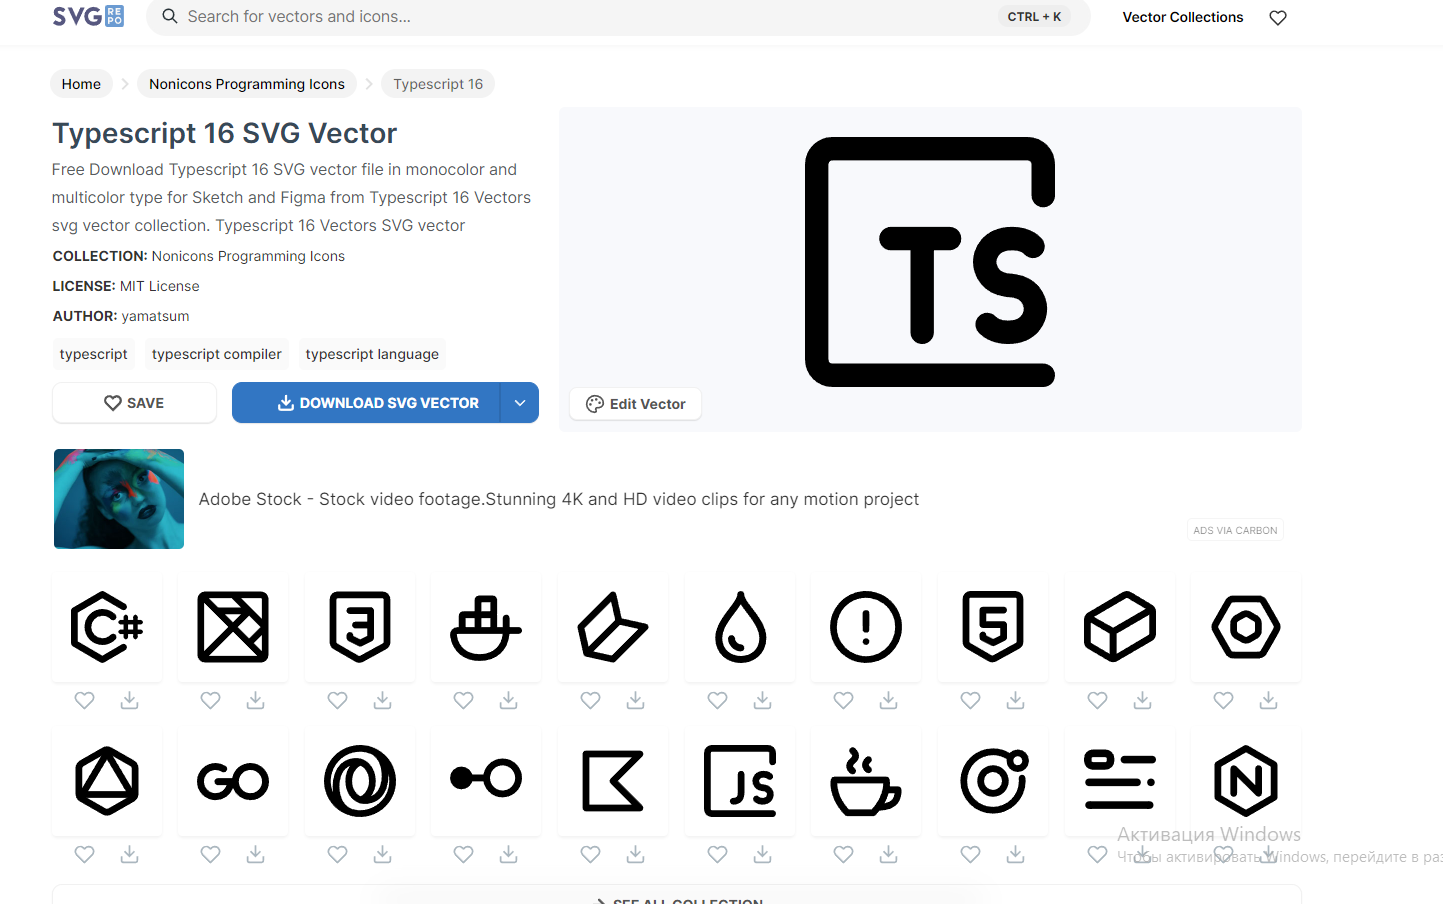 SVG RE PO
Search for vectors and icons...
CTRL + K
Vector Collections
Home
Nonicons Programming Icons
Typescript 16
Typescript 16 SVG Vector
Free Download Typescript 16 SVG vector file in monocolor and
multicolor type for Sketch and Figma from Typescript 16 Vectors
svg vector collection. Typescript 16 Vectors SVG vector
COLLECTION: Nonicons Programming Icons
LICENSE: MIT License
AUTHOR: yamatsum
typescript
typescript compiler
typescript language
SAVE
DOWNLOAD SVG VECTOR
TS
Edit Vector
Adobe Stock - Stock video footage.Stunning 4K and HD video clips for any motion project
ADS VIA CARBON
C#
3
!
5
GO
JS
N
Активация Windows
Чтобы активировать Windows, перейдите в раз
SEE ALL COLLECTION